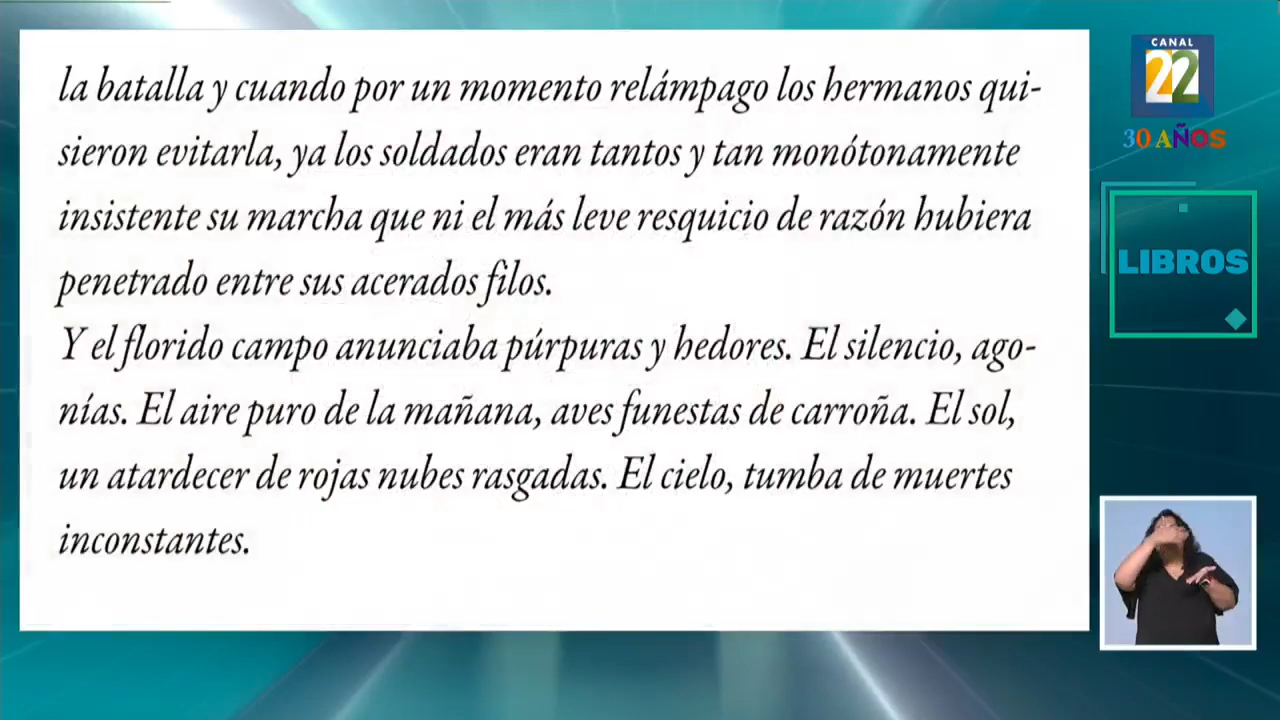 la batalla y cuando por un momento relámpago los hermanos qui-
sieron evitarla, ya los soldados eran tantos y tan monótonamente
insistente su marcha que ni el más leve resquicio de razón hubiera
penetrado entre sus acerados filos.
Y el florido campo anunciaba púrpuras y hedores. El silencio, ago-
nías. El aire puro de la mañana, aves funestas de carroña. El sol,
un atardecer de rojas nubes rasgadas. El cielo, tumba de muertes
inconstantes.
CANAL
22
30 AÑOS
LIBROS